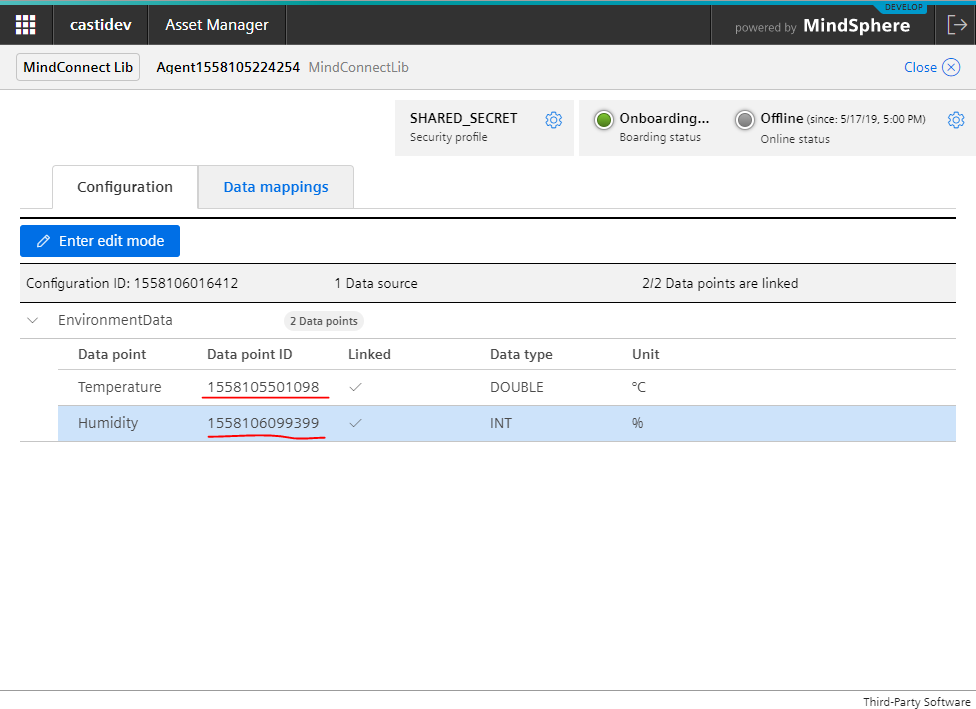 DEVELOP
castidev Asset Manager powered by MindSphere
MindConnect Lib Agent1558105224254 MindConnectLib Close
SHARED_SECRET Onboarding... Offline (since: 5/17/19, 5:00 PM)
Security profile Boarding status Online status
Configuration Data mappings
Enter edit mode
Configuration ID: 1558106016412 1 Data source 2/2 Data points are linked
EnvironmentData 2 Data points
Data point Data point ID Linked Data type Unit
Temperature 1558105501098 DOUBLE °C
Humidity 1558106099399 INT %
Third-Party Software